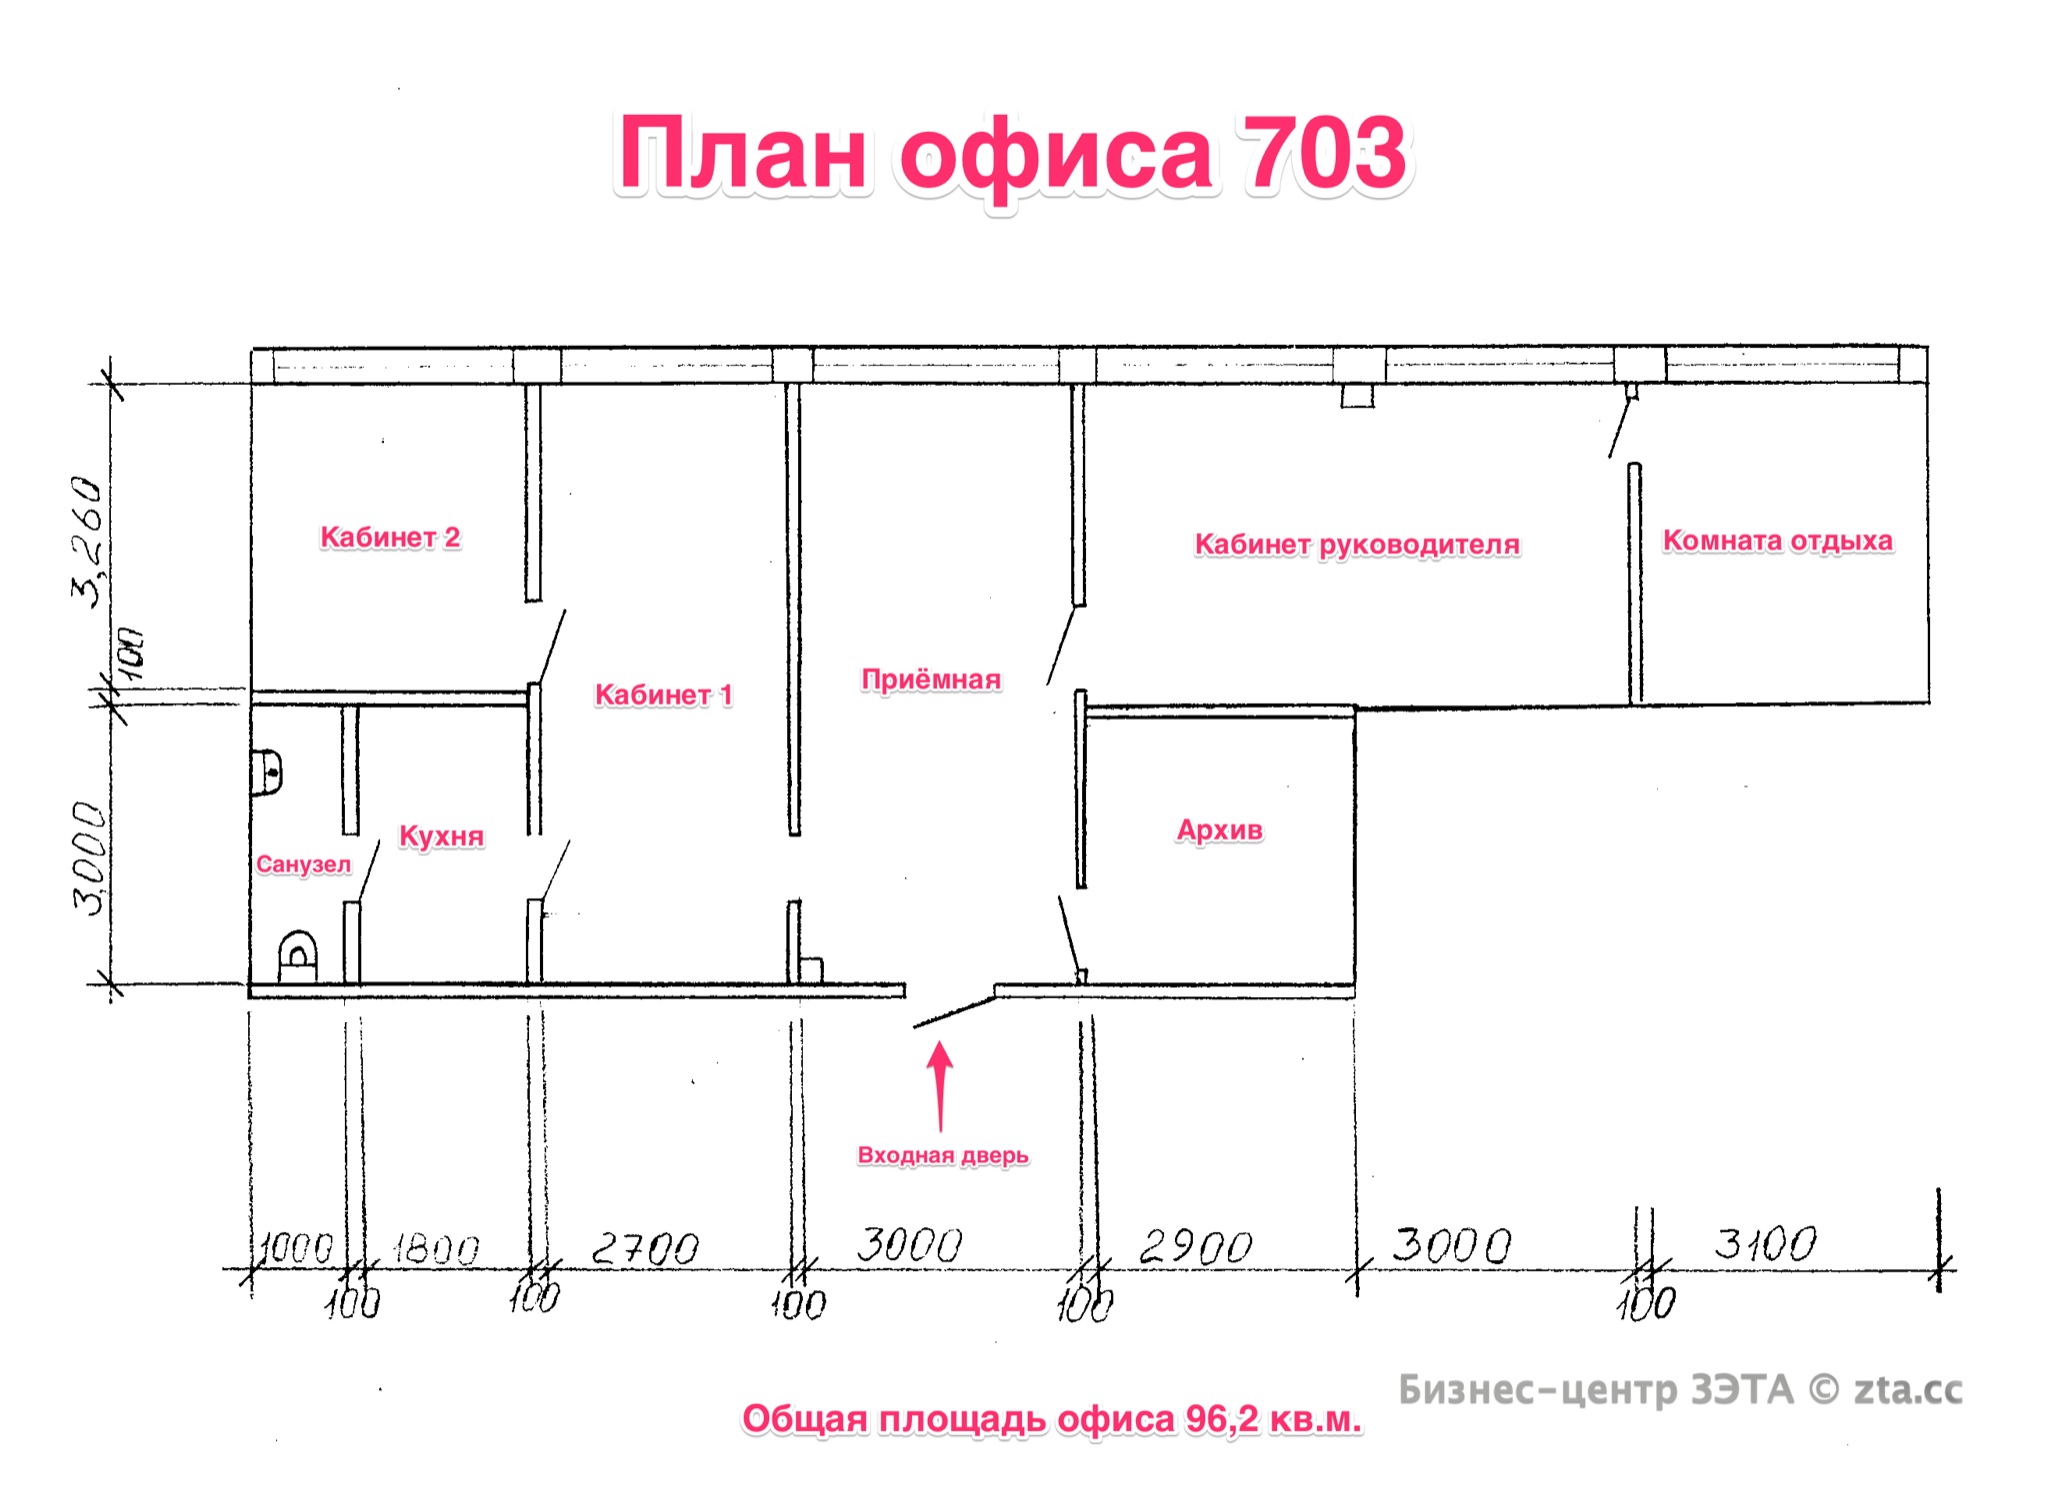 План офиса 703
3,260
100
3,000
Кабинет 2
Кабинет 1
Приёмная
Кабинет руководителя
Комната отдыха
Кухня
Санузел
Архив
Входная дверь
1000 1800 2700 3000 2900 3000 3100
100 100 100 100 100
Бизнес-центр ЗЭТА © zta.cc
Общая площадь офиса 96,2 кв.м.